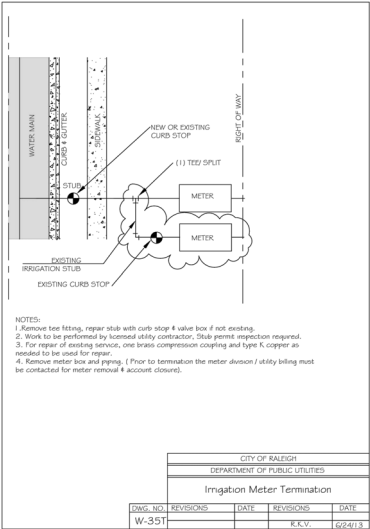 WATER MAIN
CURB & GUTTER
SIDEWALK
RIGHT OF WAY
NEW OR EXISTING
CURB STOP
(1) TEE/ SPLIT
STUB
METER
METER
EXISTING
IRRIGATION STUB
EXISTING CURB STOP
NOTES:
1.Remove tee fitting, repair stub with curb stop & valve box if not existing.
2. Work to be performed by licensed utility contractor, Stub permit inspection required.
3. For repair of existing service, one brass compression coupling and type K copper as
needed to be used for repair.
4. Remove meter box and piping. ( Prior to termination the meter division / utility billing must
be contacted for meter removal & account closure).
CITY OF RALEIGH
DEPARTMENT OF PUBLIC UTILITIES
Irrigation Meter Termination
DWG. NO. REVISIONS DATE REVISIONS DATE
W-35T R.K.V. 6/24/13